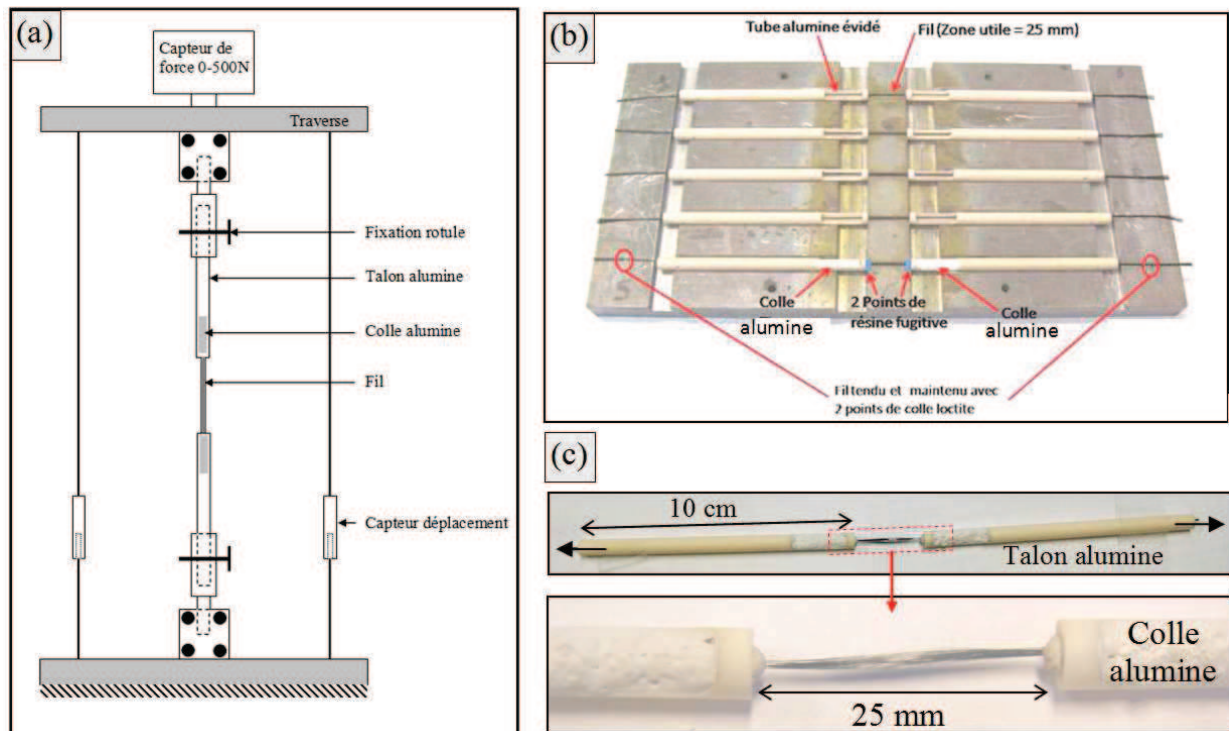 (a)
Capteur de
force 0-500N
Traverse
Fixation rotule
Talon alumine
Colle alumine
Fil
Capteur déplacement
(b)
Tube alumine évidé
Fil (Zone utile = 25 mm)
Colle
alumine
2 Points de
résine fugitive
Colle
alumine
Fil tendu et maintenu avec
2 points de colle loctite
(c)
10 cm
Talon alumine
Colle
alumine
25 mm